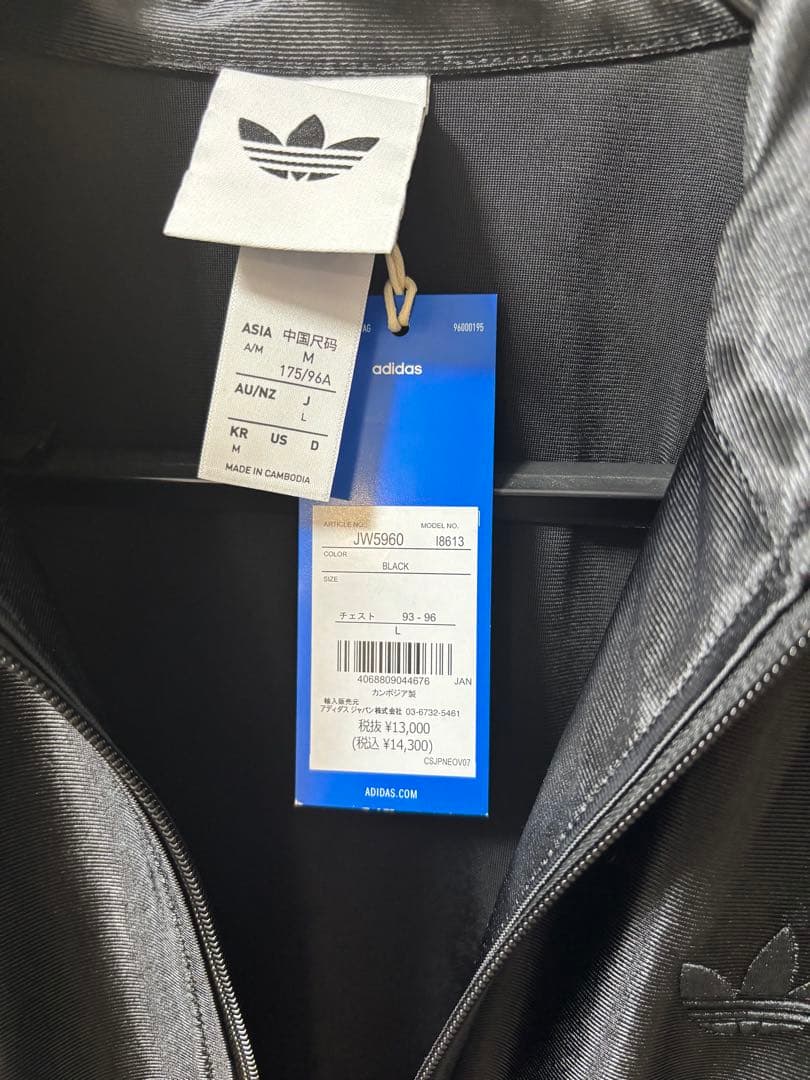 ASIA 中国尺码
A/M M
175/96A
AU/NZ J
L
KR US D
M
MADE IN CAMBODIA
AG 96000195
adidas
ARTICLE NO. MODEL NO.
JW5960 I8613
COLOR
BLACK
SIZE
チェスト 93 - 96
L
4068809044676 JAN
カンボジア製
輸入販売元
アディダス ジャパン株式会社 03-6732-5461
税抜 ¥13,000
(税込 ¥14,300)
CSJPNEOV07
ADIDAS.COM